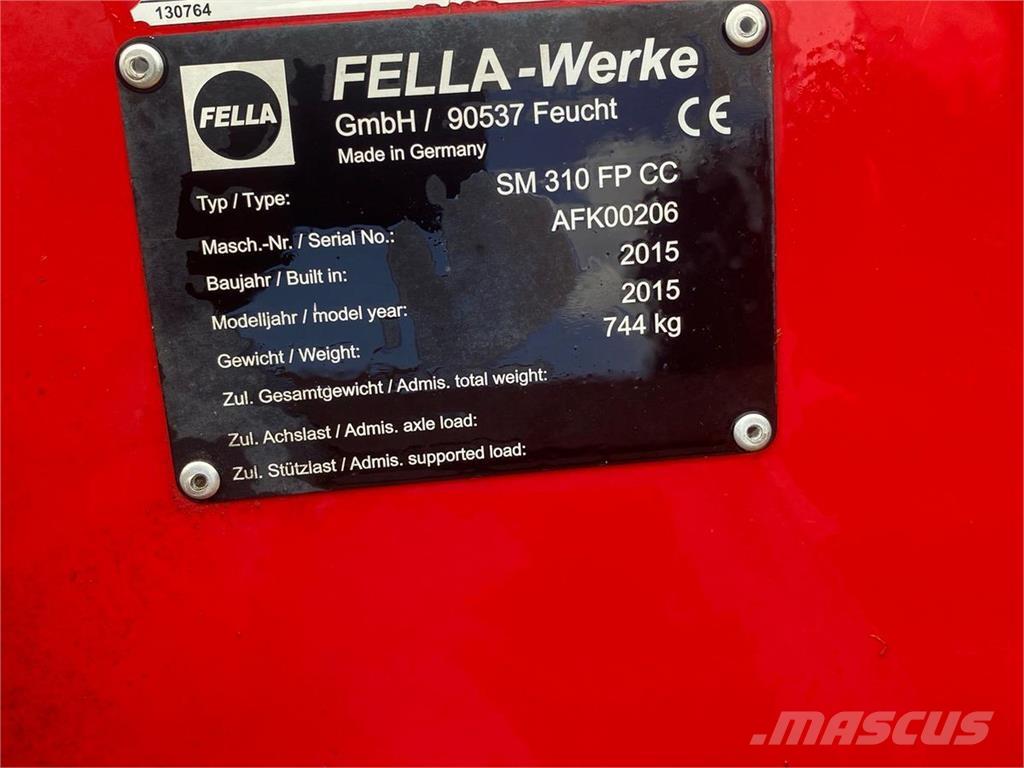 130764
FELLA
FELLA-Werke
GmbH / 90537 Feucht
CE
Made in Germany
Typ / Type: SM 310 FP CC
Masch.-Nr. / Serial No.: AFK00206
Baujahr / Built in: 2015
Modelljahr / model year: 2015
Gewicht / Weight: 744 kg
Zul. Gesamtgewicht / Admis. total weight:
Zul. Achslast / Admis. axle load:
Zul. Stützlast / Admis. supported load:
MASCUS